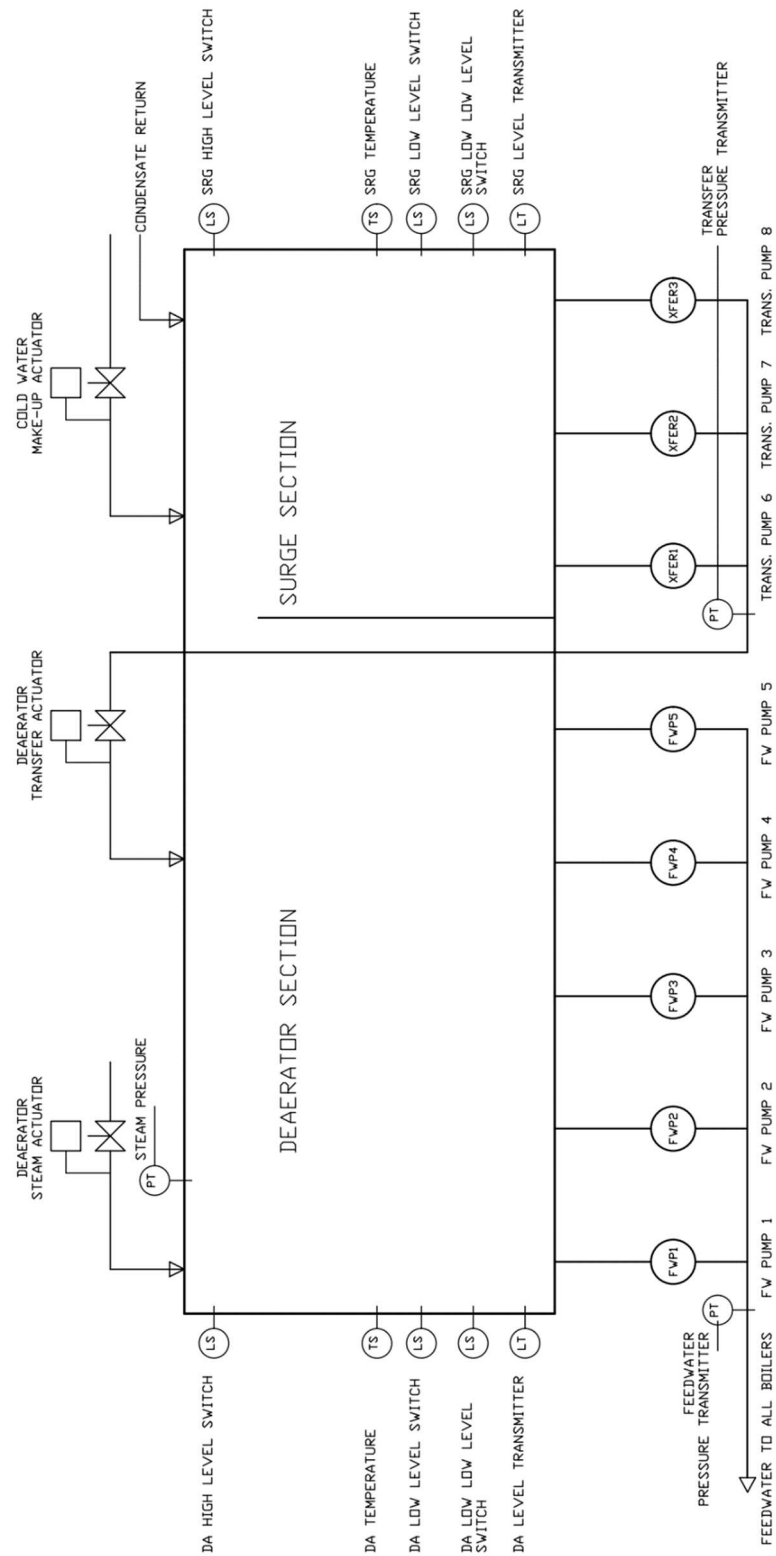 DEAERATOR
STEAM ACTUATOR
DEAERATOR
TRANSFER ACTUATOR
COLD WATER
MAKE-UP ACTUATOR
STEAM PRESSURE
PT
CONDENSATE RETURN
DA HIGH LEVEL SWITCH
LS
LS
SRG HIGH LEVEL SWITCH
DEAERATOR SECTION
SURGE SECTION
DA TEMPERATURE
TS
TS
SRG TEMPERATURE
DA LOW LEVEL SWITCH
LS
LS
SRG LOW LEVEL SWITCH
DA LOW LOW LEVEL
SWITCH
LS
LS
SRG LOW LOW LEVEL
SWITCH
DA LEVEL TRANSMITTER
LT
LT
SRG LEVEL TRANSMITTER
FWP1
FWP2
FWP3
FWP4
FWP5
XFER1
XFER2
XFER3
FEEDWATER
PRESSURE TRANSMITTER
PT
PT
TRANSFER
PRESSURE TRANSMITTER
FEEDWATER TO ALL BOILERS
FW PUMP 1
FW PUMP 2
FW PUMP 3
FW PUMP 4
FW PUMP 5
TRANS. PUMP 6
TRANS. PUMP 7
TRANS. PUMP 8